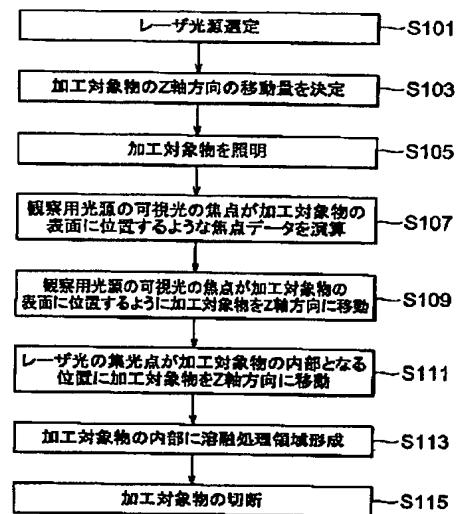 レーザ光源選定
S101
加工対象物のZ軸方向の移動量を決定
S103
加工対象物を照明
S105
観察用光源の可視光の焦点が加工対象物の
表面に位置するような焦点データを演算
S107
観察用光源の可視光の焦点が加工対象物の
表面に位置するように加工対象物をZ軸方向に移動
S109
レーザ光の集光点が加工対象物の内部となる
位置に加工対象物をZ軸方向に移動
S111
加工対象物の内部に溶融処理領域形成
S113
加工対象物の切断
S115